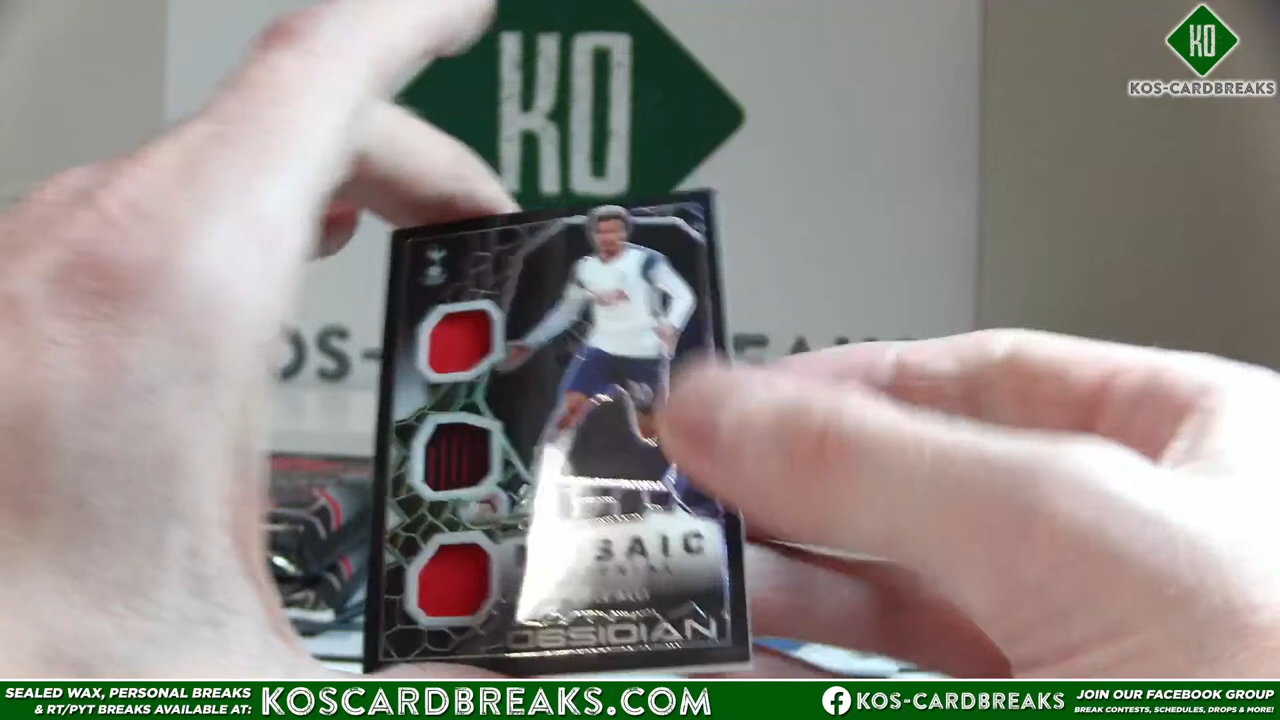 KO
KO
KOS-CARDBREAKS
OBSIDIAN
SEALED WAX, PERSONAL BREAKS
& RT/PYT BREAKS AVAILABLE AT:
KOSCARDBREAKS.COM
KOS-CARDBREAKS
JOIN OUR FACEBOOK GROUP
BREAK CONTESTS, SCHEDULES, DROPS & MORE!